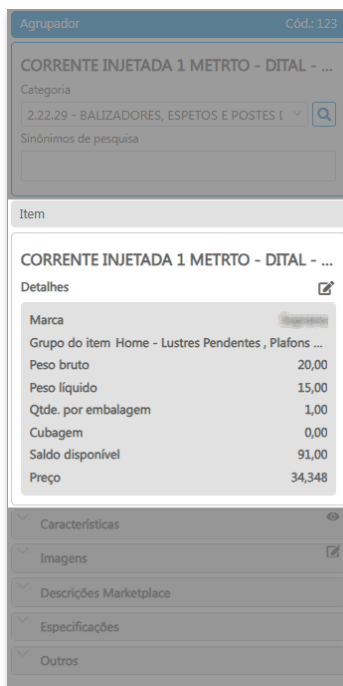 Agrupador Cód.: 123
CORRENTE INJETADA 1 METRTO - DITAL - ...
Categoria
2.22.29 - BALIZADORES, ESPETOS E POSTES D
Sinônimos de pesquisa
Item
CORRENTE INJETADA 1 METRTO - DITAL - ...
Detalhes
Marca
Grupo do item Home - Lustres Pendentes , Plafons ...
Peso bruto 20,00
Peso líquido 15,00
Qtde. por embalagem 1,00
Cubagem 0,00
Saldo disponível 91,00
Preço 34,348
Características
Imagens
Descrições Marketplace
Especificações
Outros